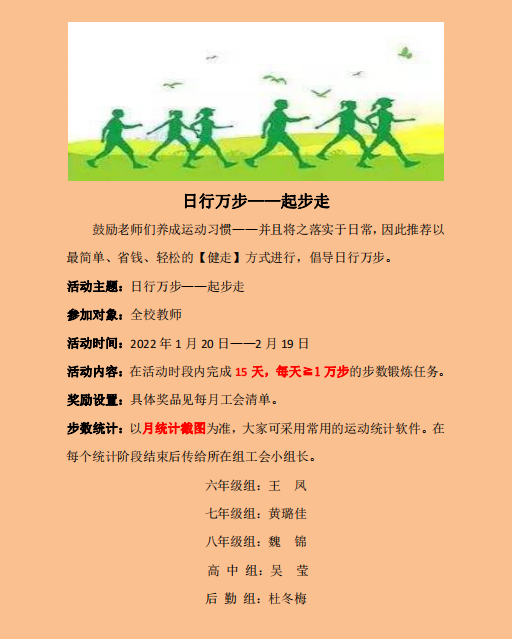 日行万步——起步走
鼓励老师们养成运动习惯——并且将之落实于日常,因此推荐以
最简单、省钱、轻松的【健走】方式进行，倡导日行万步。
活动主题：日行万步——起步走
参加对象：全校教师
活动时间：2022 年 1 月 20 日——2 月 19 日
活动内容：在活动时段内完成 15 天，每天≧1 万步的步数锻炼任务。
奖励设置：具体奖品见每月工会清单。
步数统计：以月统计截图为准，大家可采用常用的运动统计软件。在
每个统计阶段结束后传给所在组工会小组长。
六年级组：王　凤
七年级组：黄璐佳
八年级组：魏　锦
高 中 组：吴　莹
后 勤 组：杜冬梅